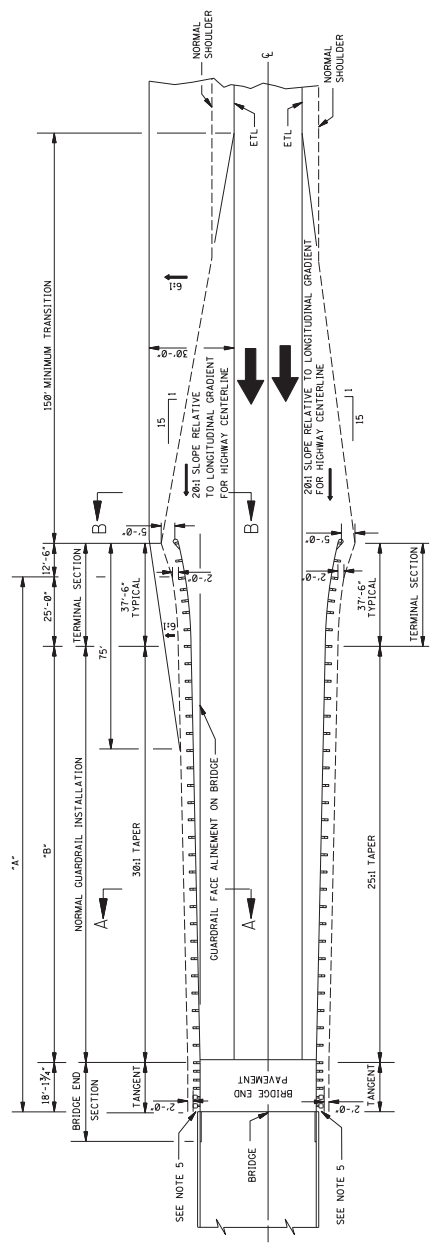 "A"
"B"
18'-1¾"
25'-0"
12'-6"
150' MINIMUM TRANSITION
BRIDGE END
SECTION
NORMAL GUARDRAIL INSTALLATION
TERMINAL SECTION
75'
TANGENT
30:1 TAPER
37'-6"
TYPICAL
A
B
6:1
6:1
15
1
30'-0"
NORMAL
SHOULDER
2'-0"
2'-0"
5'-0"
SEE NOTE 5
GUARDRAIL FACE ALINEMENT ON BRIDGE
20:1 SLOPE RELATIVE
TO LONGITUDINAL GRADIENT
FOR HIGHWAY CENTERLINE
ETL
BRIDGE
BRIDGE END
PAVEMENT
A
B
℄
ETL
20:1 SLOPE RELATIVE TO LONGITUDINAL GRADIENT
FOR HIGHWAY CENTERLINE
2'-0"
2'-0"
5'-0"
1
15
NORMAL
SHOULDER
SEE NOTE 5
TANGENT
25:1 TAPER
37'-6"
TYPICAL
TERMINAL SECTION